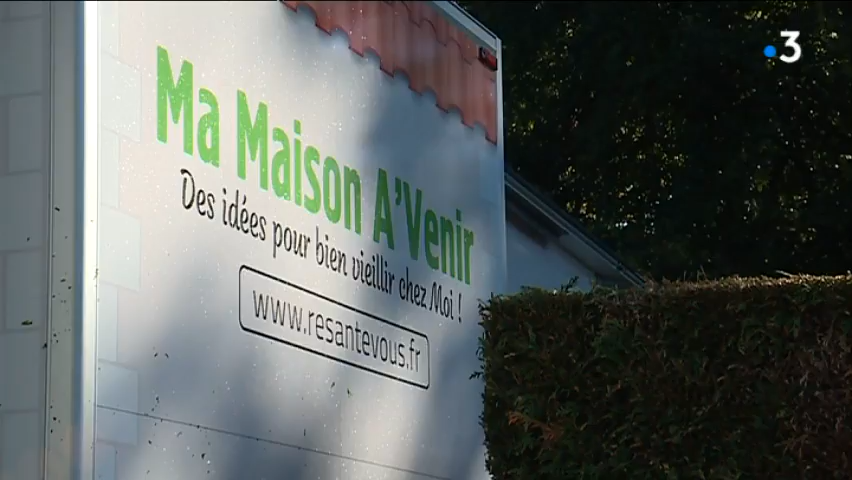 3
Ma Maison A'Venir
Des idées pour bien vieillir chez Moi !
www.resantevous.fr